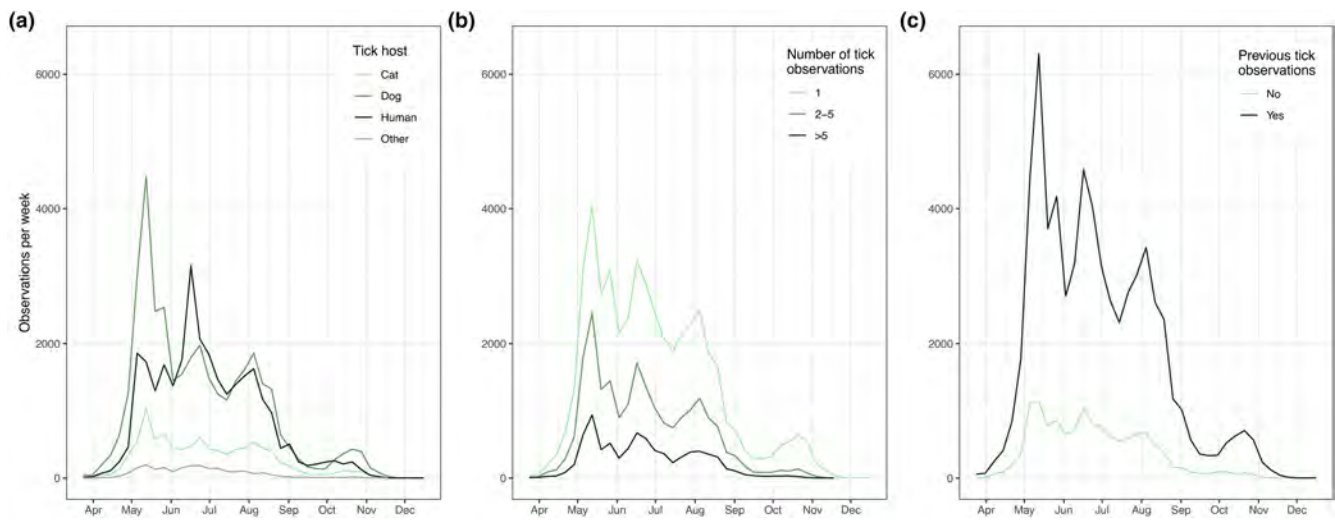 (a)
Tick host
Cat
Dog
Human
Other
6000
4000
2000
0
Observations per week
Apr May Jun Jul Aug Sep Oct Nov Dec
(b)
Number of tick
observations
1
2–5
>5
6000
4000
2000
0
Apr May Jun Jul Aug Sep Oct Nov Dec
(c)
Previous tick
observations
No
Yes
6000
4000
2000
0
Apr May Jun Jul Aug Sep Oct Nov Dec